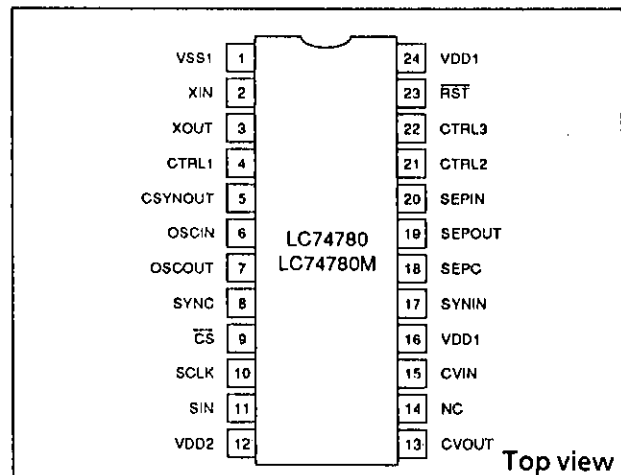 VSS1 1 24 VDD1
XIN 2 23 R̅S̅T̅
XOUT 3 22 CTRL3
CTRL1 4 21 CTRL2
CSYNOUT 5 20 SEPIN
OSCIN 6 19 SEPOUT
LC74780
OSCOUT 7 18 SEPC
LC74780M
SYNC 8 17 SYNIN
C̅S̅ 9 16 VDD1
SCLK 10 15 CVIN
SIN 11 14 NC
VDD2 12 13 CVOUT
Top view